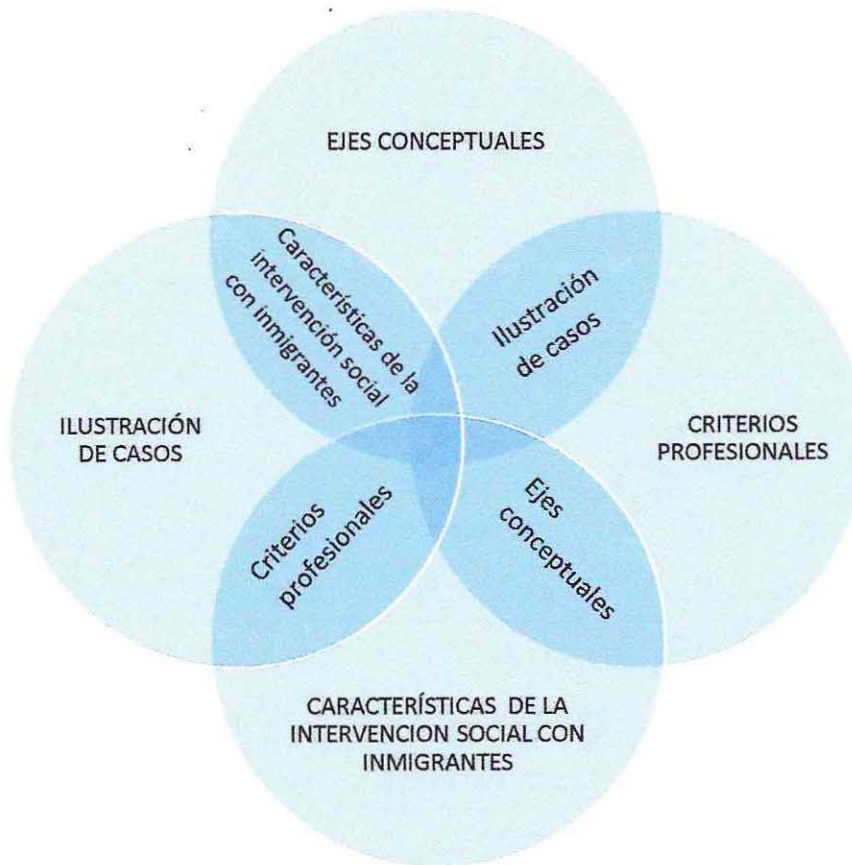 EJES CONCEPTUALES
Características de la
intervención social
con inmigrantes
Ilustración
de casos
ILUSTRACIÓN
DE CASOS
CRITERIOS
PROFESIONALES
Criterios
profesionales
Ejes
conceptuales
CARACTERÍSTICAS DE LA
INTERVENCION SOCIAL CON
INMIGRANTES